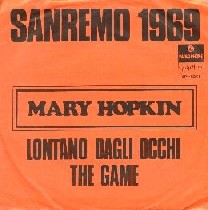 SANREMO 1969
MARY HOPKIN
LONTANO DAGLI OCCHI
THE GAME